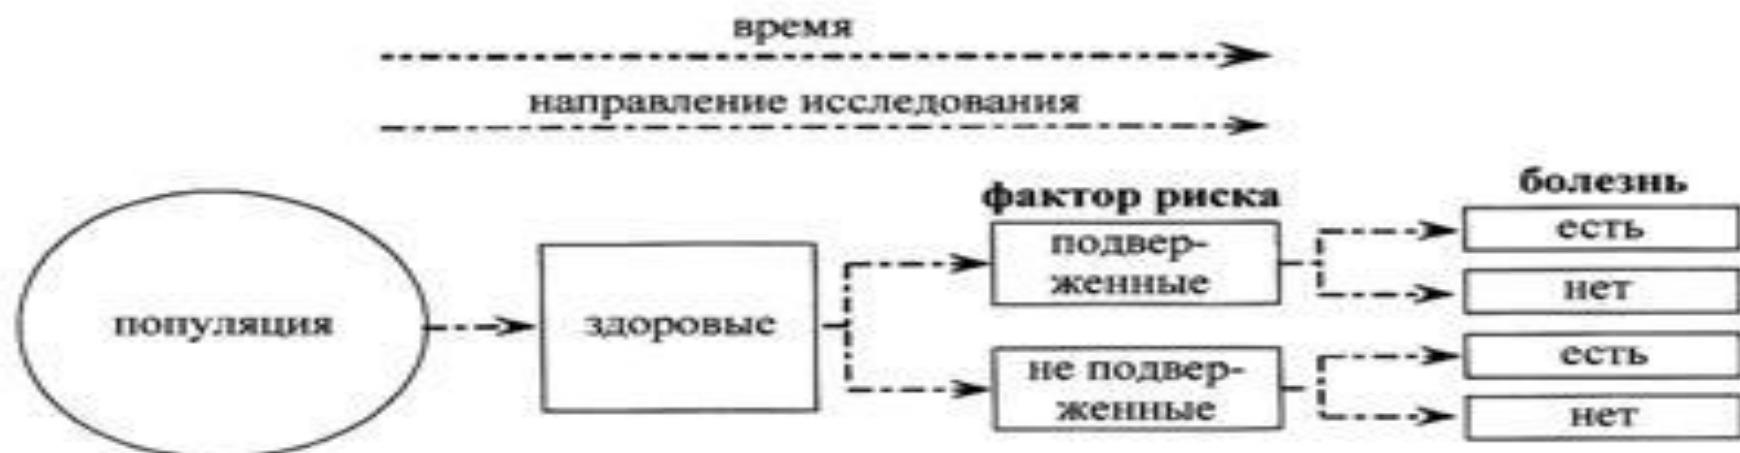 время
направление исследования
фактор риска
болезнь
подвер-
женные
есть
нет
популяция
здоровые
не подвер-
женные
есть
нет